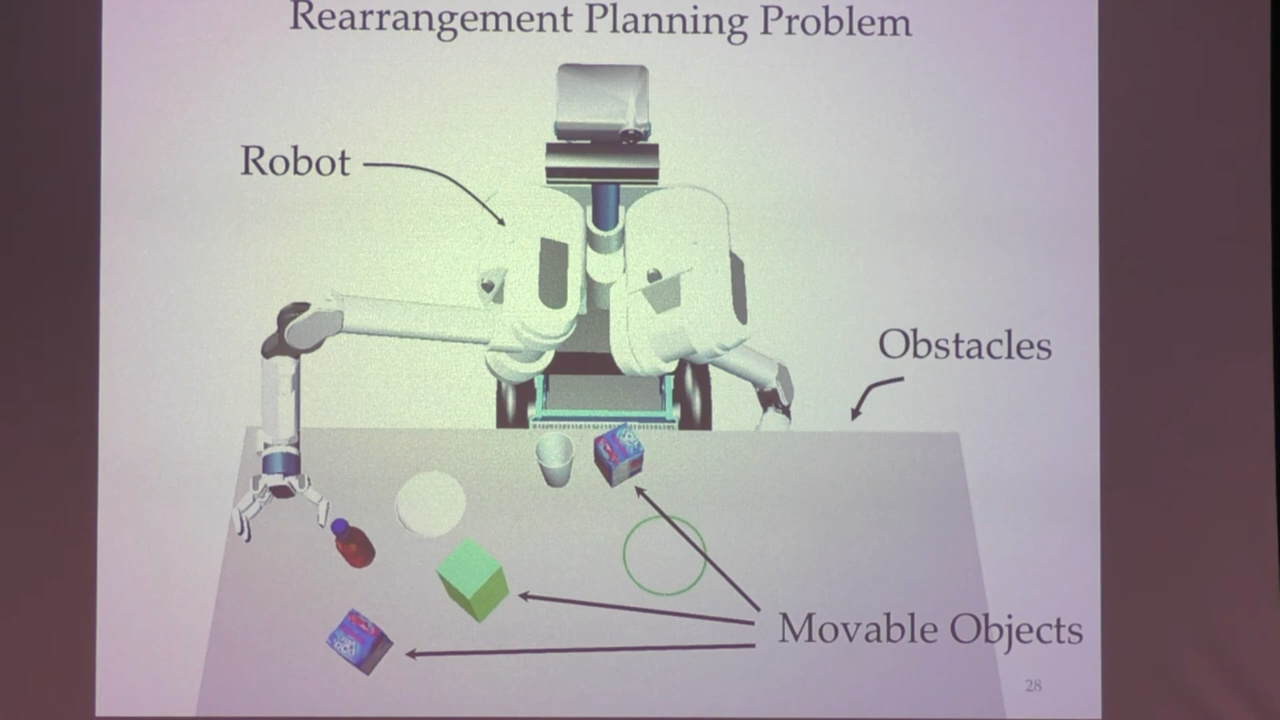 Rearrangement Planning Problem
Robot
Obstacles
Movable Objects
28